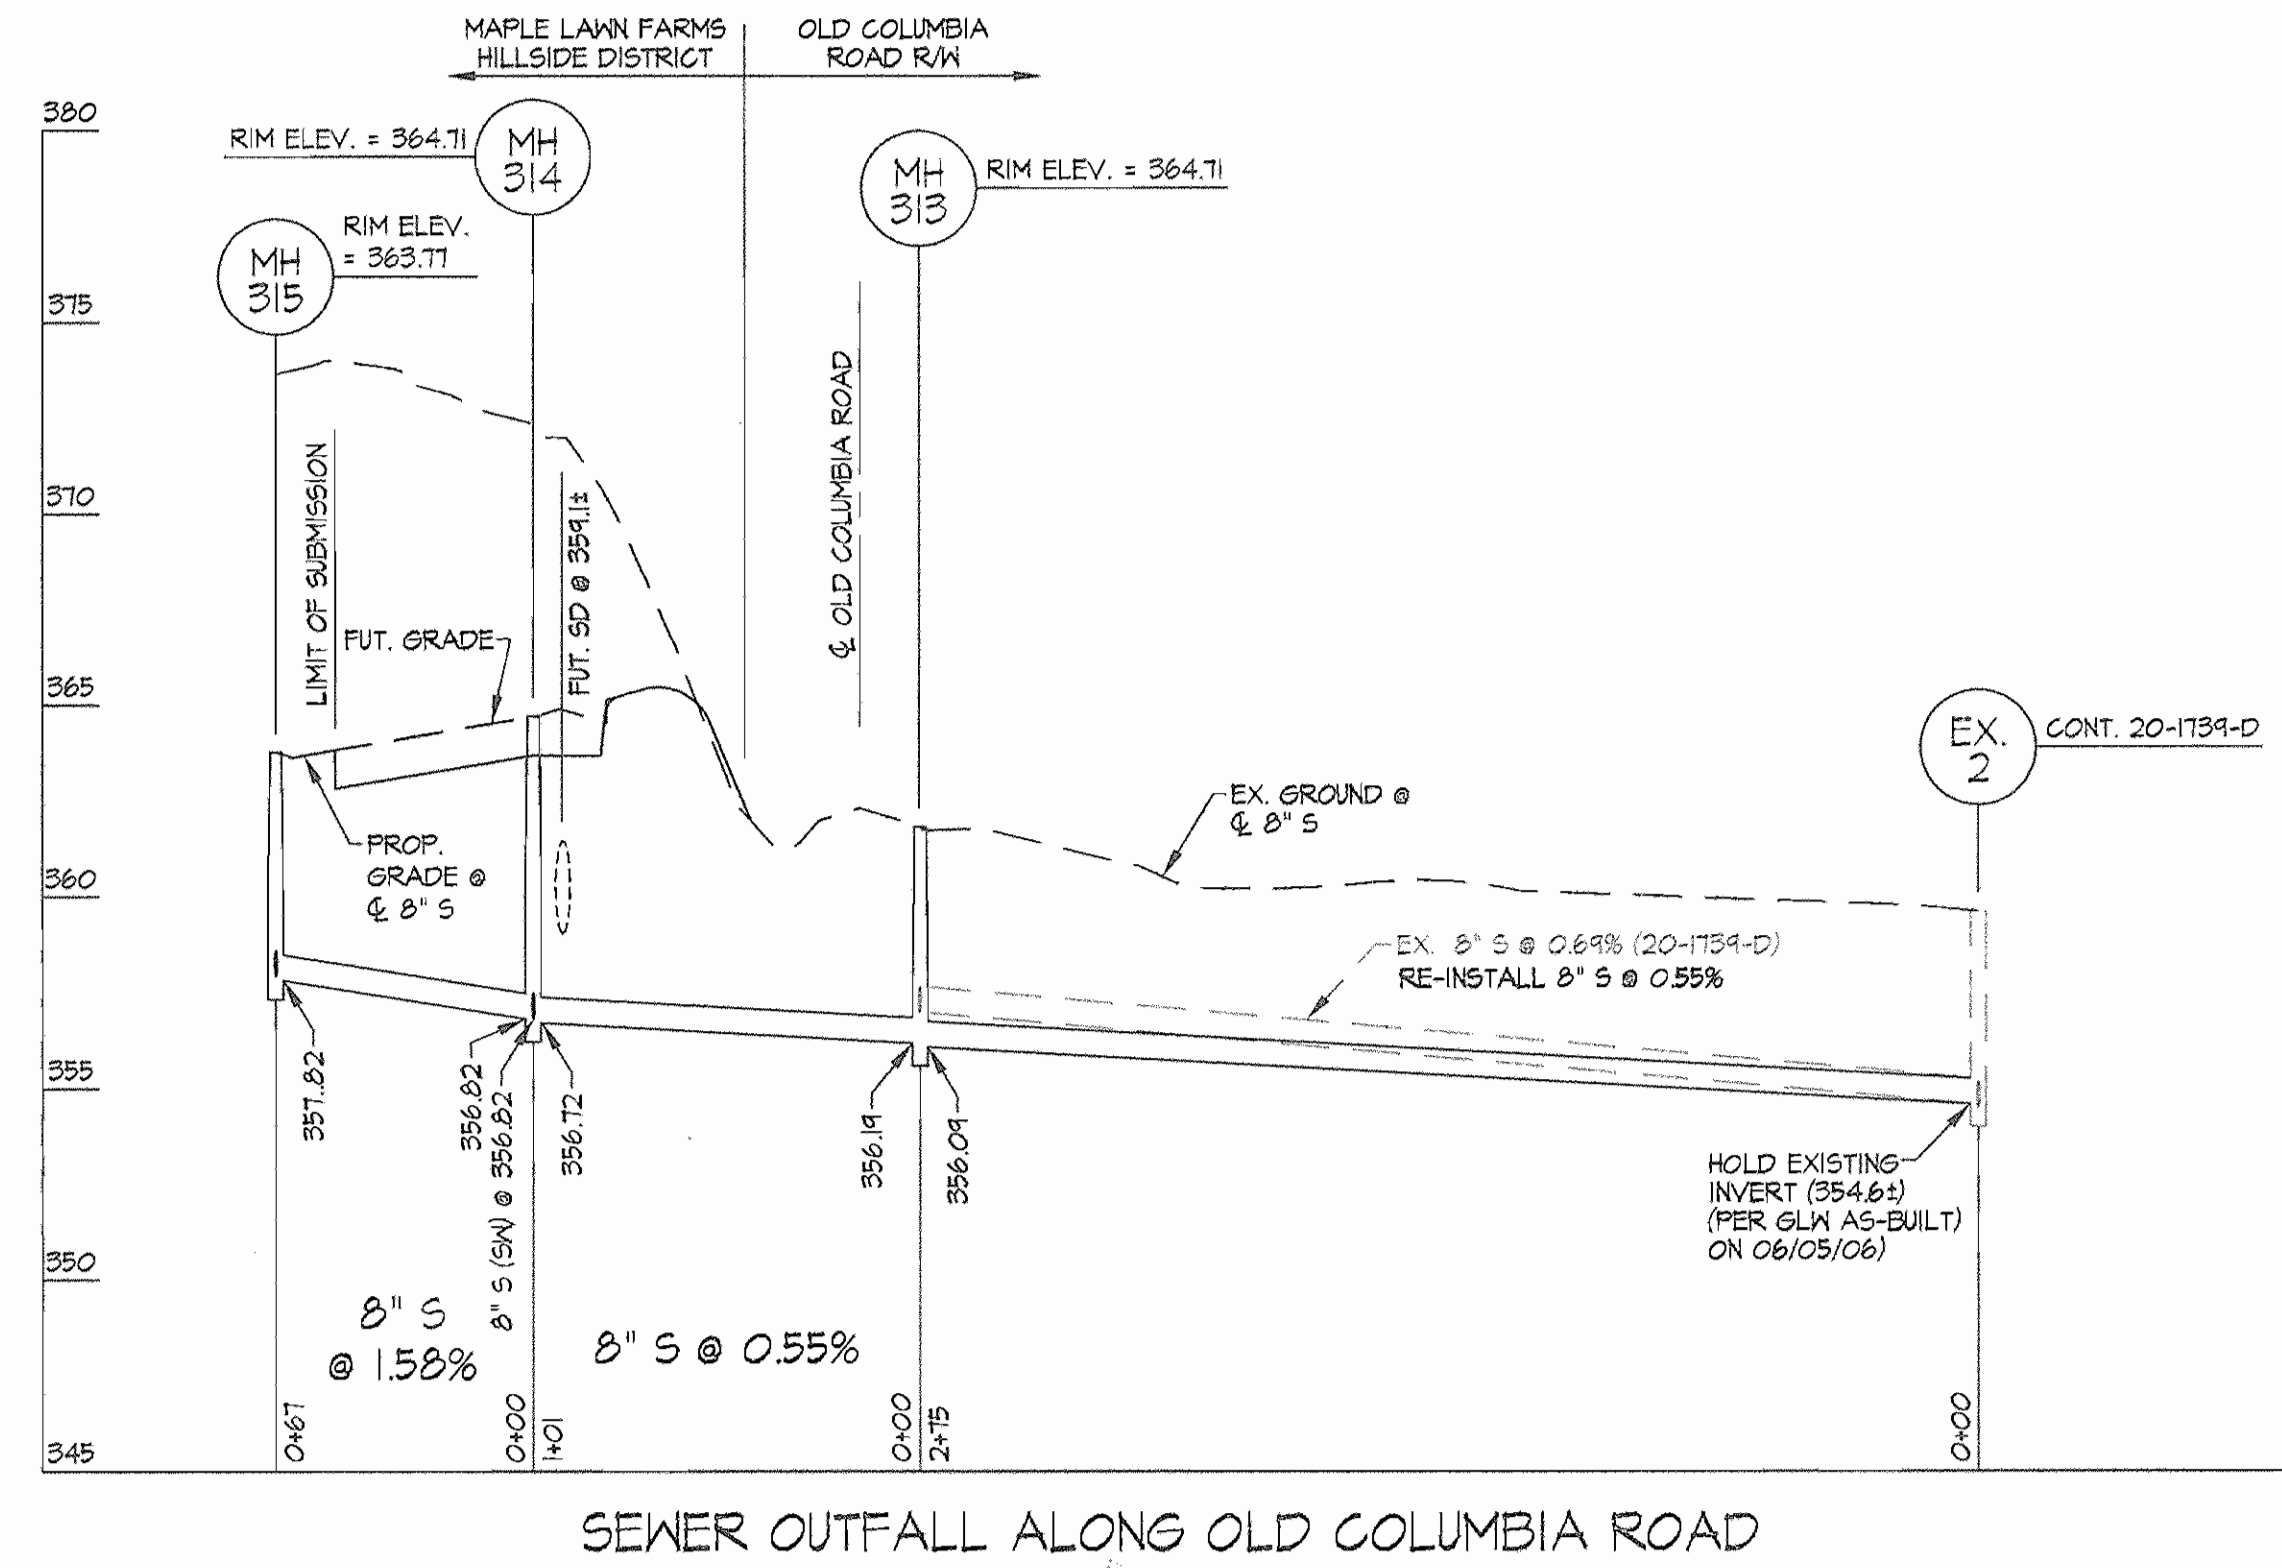 MAPLE LAWN FARMS
HILLSIDE DISTRICT
OLD COLUMBIA
ROAD R/W
380
375
370
365
360
355
350
345
RIM ELEV. = 364.71
MH
314
MH
313
RIM ELEV. = 364.71
MH
315
RIM ELEV.
= 363.77
LIMIT OF SUBMISSION
FUT. GRADE
FUT. SD @ 359.1±
℄ OLD COLUMBIA ROAD
PROP.
GRADE @
℄ 8" S
EX. GROUND @
℄ 8" S
EX.
2
CONT. 20-1739-D
EX. 8" S @ 0.69% (20-1739-D)
RE-INSTALL 8" S @ 0.55%
357.82
356.82
8" S (SW) @ 356.82
356.72
356.19
356.09
HOLD EXISTING
INVERT (354.6±)
(PER GLW AS-BUILT)
ON 06/05/06)
8" S
@ 1.58%
8" S @ 0.55%
0+67
0+00
1+01
0+00
2+75
0+00
SEWER OUTFALL ALONG OLD COLUMBIA ROAD